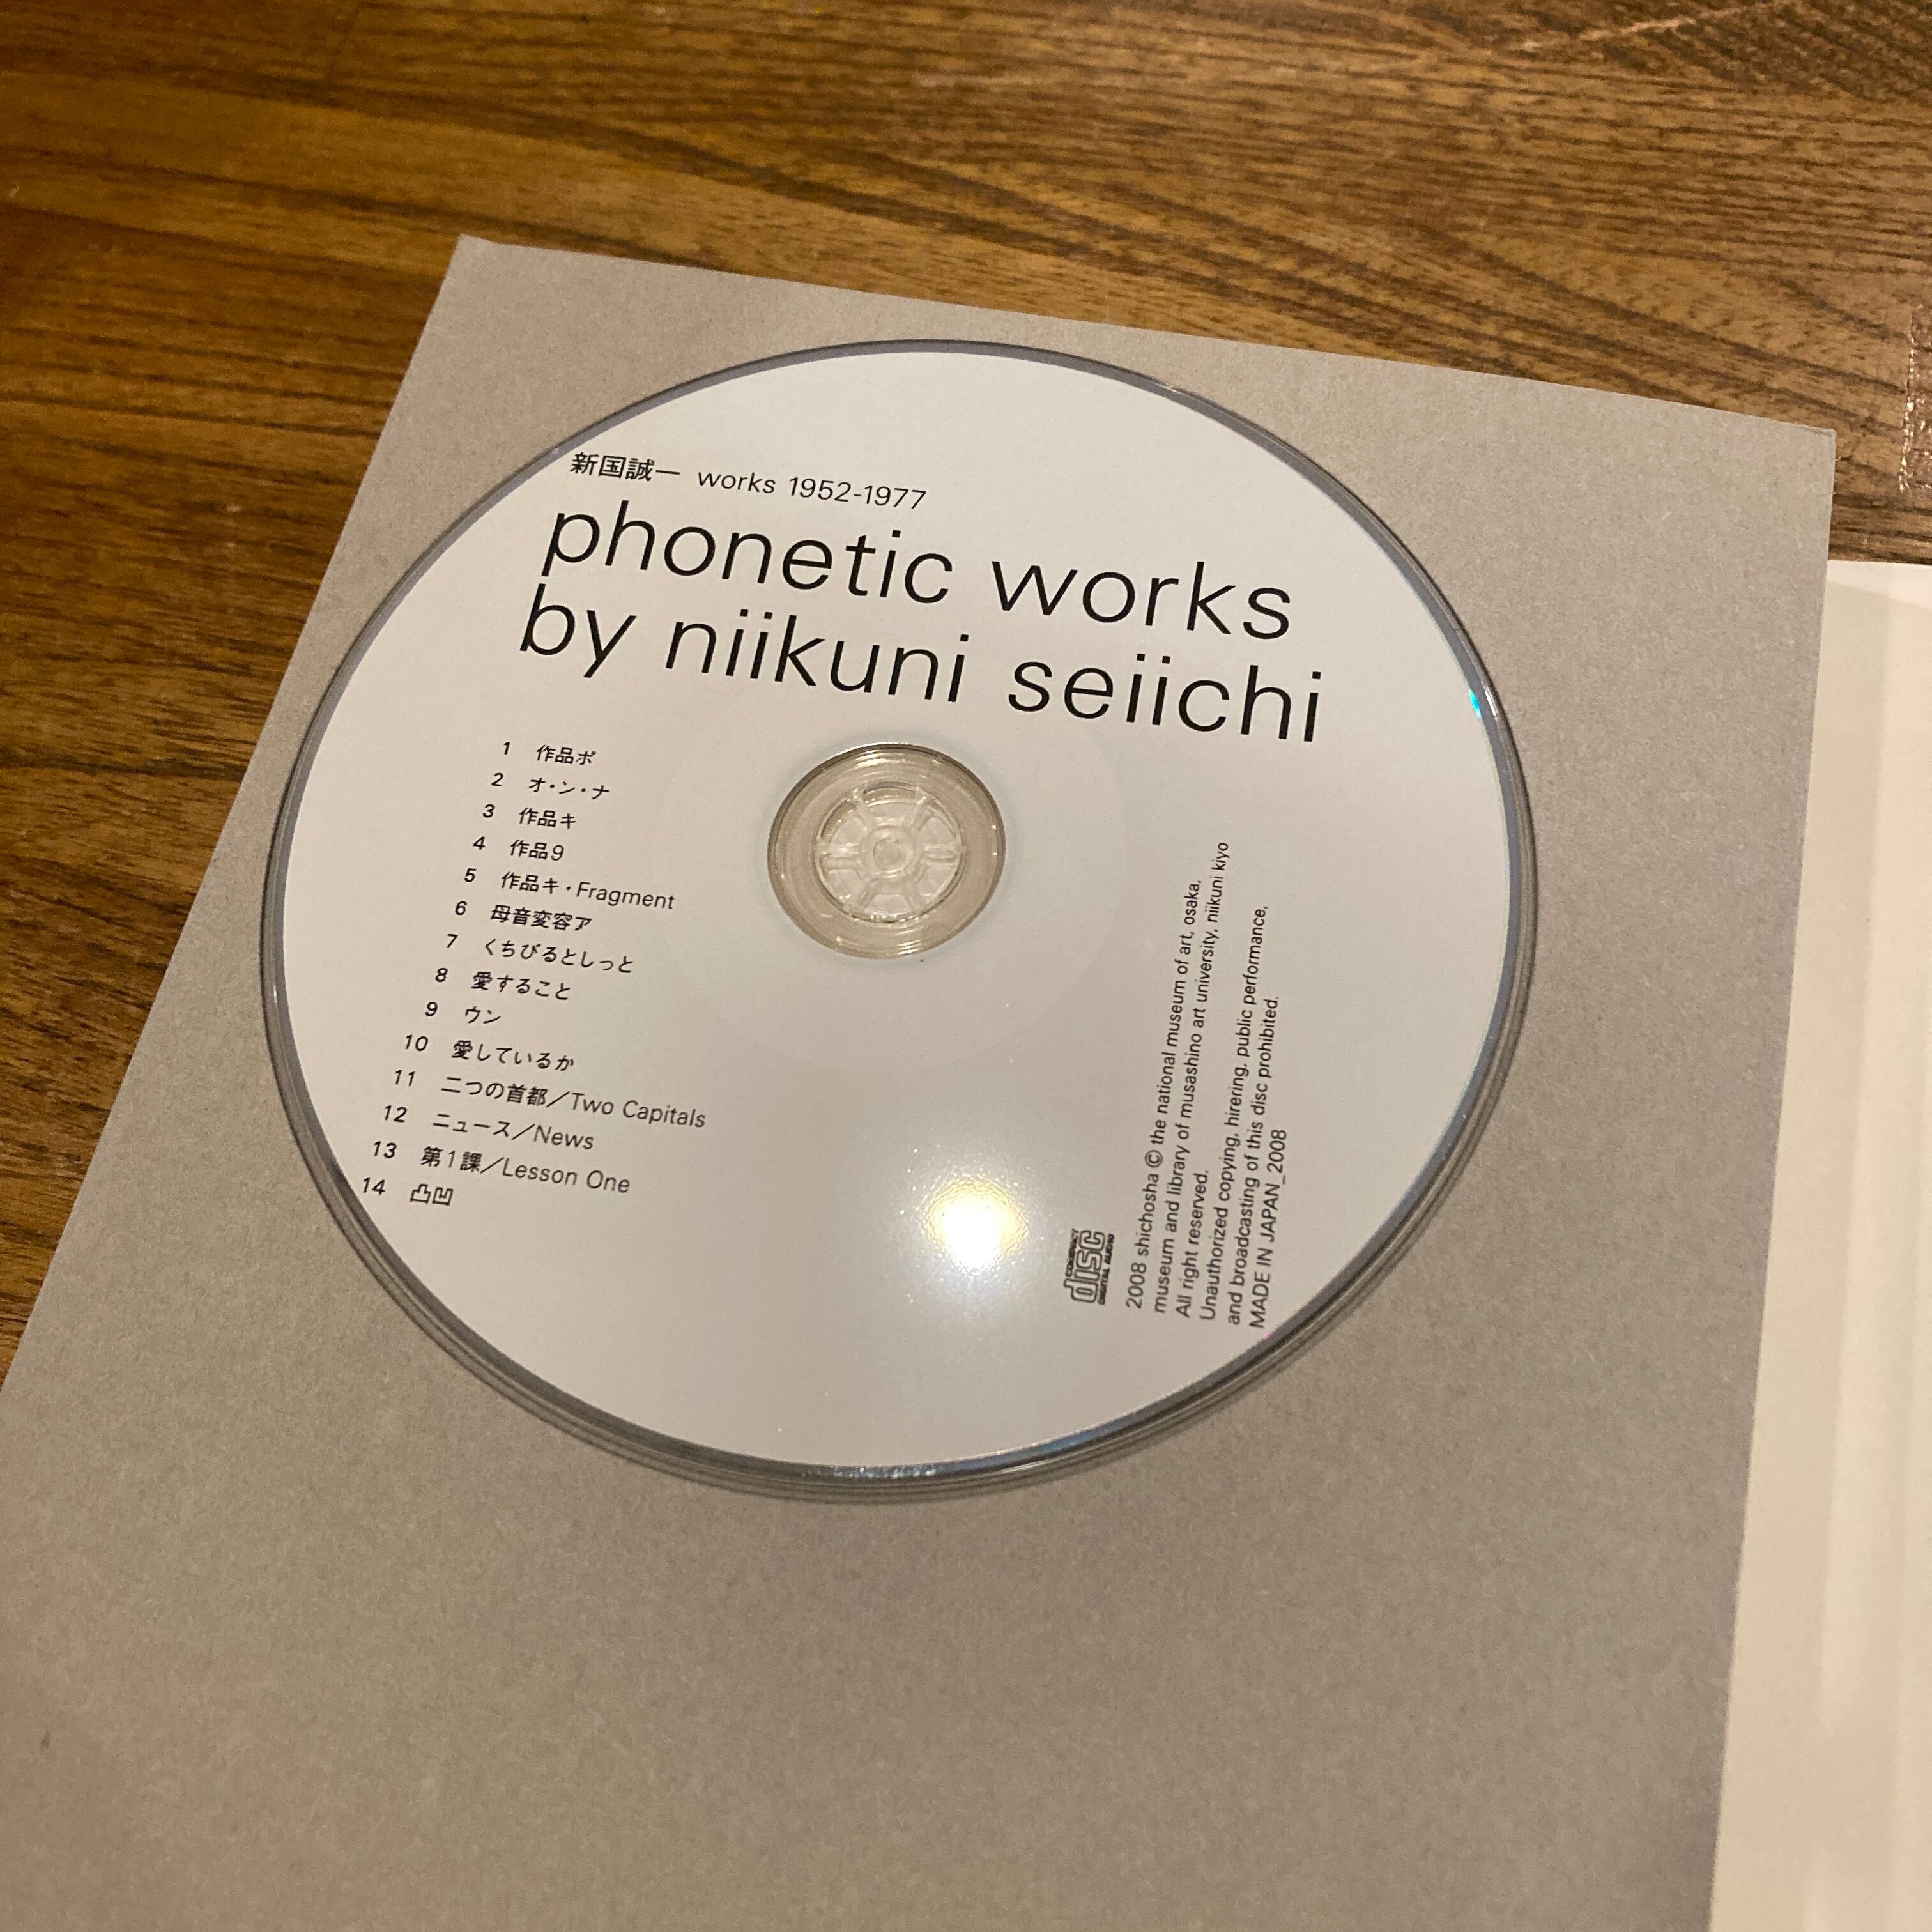 新国誠一 works 1952-1977
phonetic works
by niikuni seiichi
1 作品ポ
2 オ・ン・ナ
3 作品キ
4 作品9
5 作品キ・Fragment
6 母音変容ア
7 くちびるとしっと
8 愛すること
9 ウン
10 愛しているか
11 二つの首都／Two Capitals
12 ニュース／News
13 第1課／Lesson One
14 凸凹
COMPACT
disc
DIGITAL AUDIO
2008 shichosha © the national museum of art, osaka,
museum and library of musashino art university, niikuni kiyo
All right reserved.
Unauthorized copying, hirering, public performance,
and broadcasting of this disc prohibited.
MADE IN JAPAN_2008